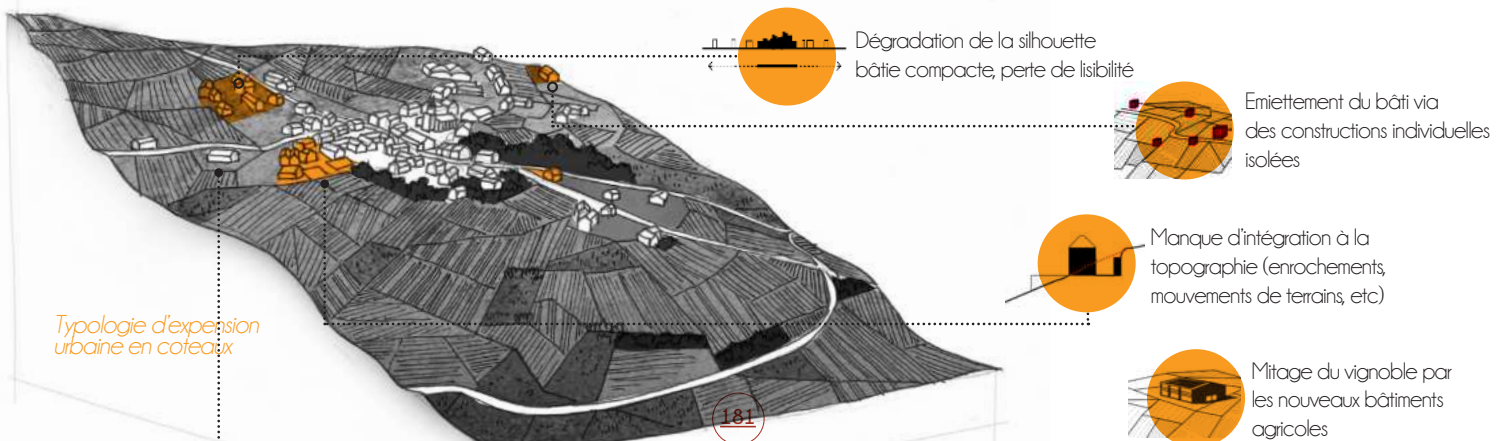 Dégradation de la silhouette
bâtie compacte, perte de lisibilité
Emiettement du bâti via
des constructions individuelles
isolées
Manque d'intégration à la
topographie (enrochements,
mouvements de terrains, etc)
Typologie d'expension
urbaine en coteaux
Mitage du vignoble par
les nouveaux bâtiments
agricoles
181